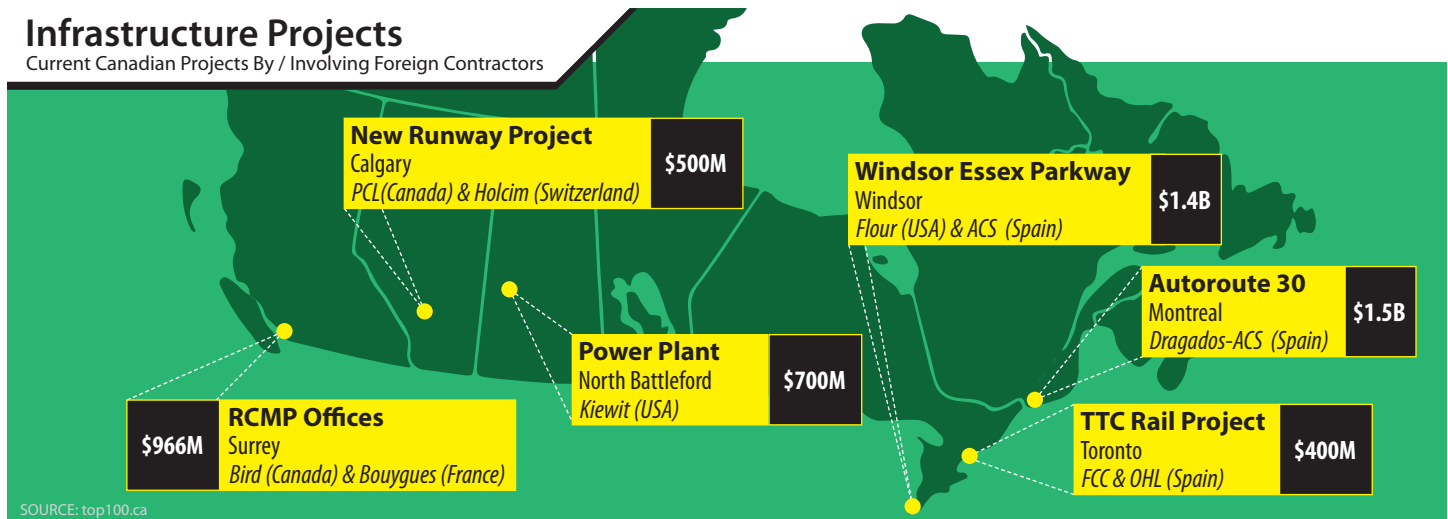 Infrastructure Projects
Current Canadian Projects By / Involving Foreign Contractors
New Runway Project
Calgary
PCL(Canada) & Holcim (Switzerland)
$500M
Windsor Essex Parkway
Windsor
Flour (USA) & ACS (Spain)
$1.4B
Autoroute 30
Montreal
Dragados-ACS (Spain)
$1.5B
Power Plant
North Battleford
Kiewit (USA)
$700M
$966M
RCMP Offices
Surrey
Bird (Canada) & Bouygues (France)
TTC Rail Project
Toronto
FCC & OHL (Spain)
$400M
SOURCE: top100.ca